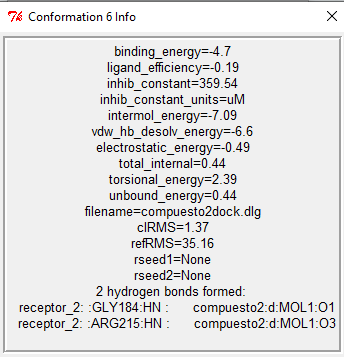 Conformation 6 Info
binding_energy=-4.7
ligand_efficiency=-0.19
inhib_constant=359.54
inhib_constant_units=uM
intermol_energy=-7.09
vdw_hb_desolv_energy=-6.6
electrostatic_energy=-0.49
total_internal=0.44
torsional_energy=2.39
unbound_energy=0.44
filename=compuesto2dock.dlg
clRMS=1.37
refRMS=35.16
rseed1=None
rseed2=None
2 hydrogen bonds formed:
receptor_2: :GLY184:HN : compuesto2:d:MOL1:O1
receptor_2: :ARG215:HN : compuesto2:d:MOL1:O3